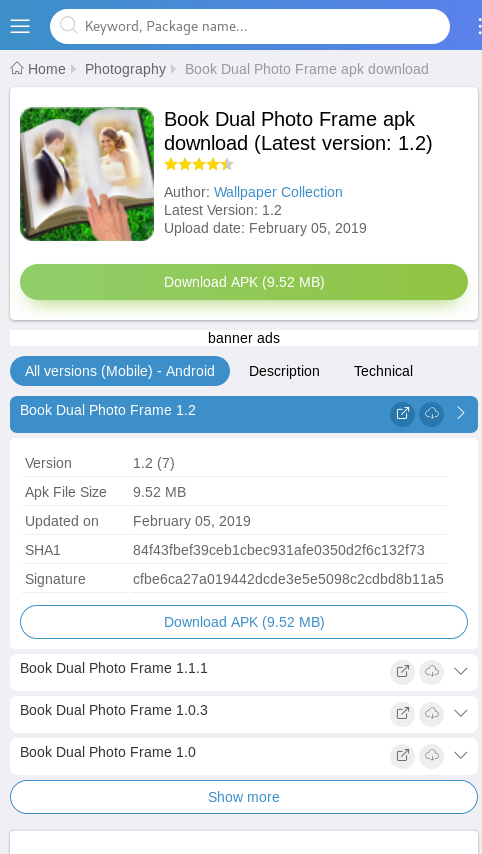 Keyword, Package name...
Home Photography Book Dual Photo Frame apk download
Book Dual Photo Frame apk
download (Latest version: 1.2)
Author: Wallpaper Collection
Latest Version: 1.2
Upload date: February 05, 2019
Download APK (9.52 MB)
banner ads
All versions (Mobile) - Android Description Technical
Book Dual Photo Frame 1.2
Version 1.2 (7)
Apk File Size 9.52 MB
Updated on February 05, 2019
SHA1 84f43fbef39ceb1cbec931afe0350d2f6c132f73
Signature cfbe6ca27a019442dcde3e5e5098c2cdbd8b11a5
Download APK (9.52 MB)
Book Dual Photo Frame 1.1.1
Book Dual Photo Frame 1.0.3
Book Dual Photo Frame 1.0
Show more